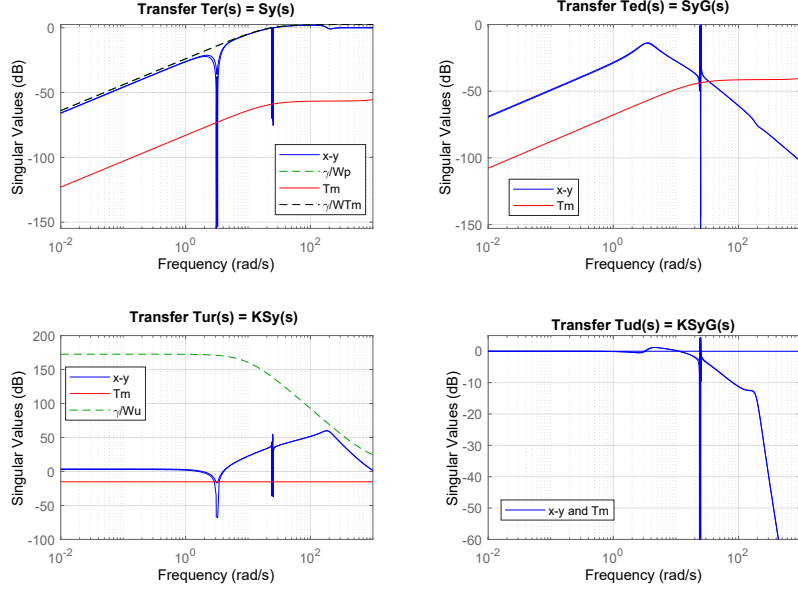 Transfer Ter(s) = Sy(s)
Singular Values (dB)
0
-50
-100
-150
x-y
γ/Wp
Tm
γ/WTm
10^-2
10^0
10^2
Frequency (rad/s)
Transfer Ted(s) = SyG(s)
Singular Values (dB)
0
-50
-100
-150
x-y
Tm
10^-2
10^0
10^2
Frequency (rad/s)
Transfer Tur(s) = KSy(s)
Singular Values (dB)
200
150
100
50
0
-50
-100
x-y
Tm
γ/Wu
10^-2
10^0
10^2
Frequency (rad/s)
Transfer Tud(s) = KSyG(s)
Singular Values (dB)
0
-10
-20
-30
-40
-50
-60
x-y and Tm
10^-2
10^0
10^2
Frequency (rad/s)